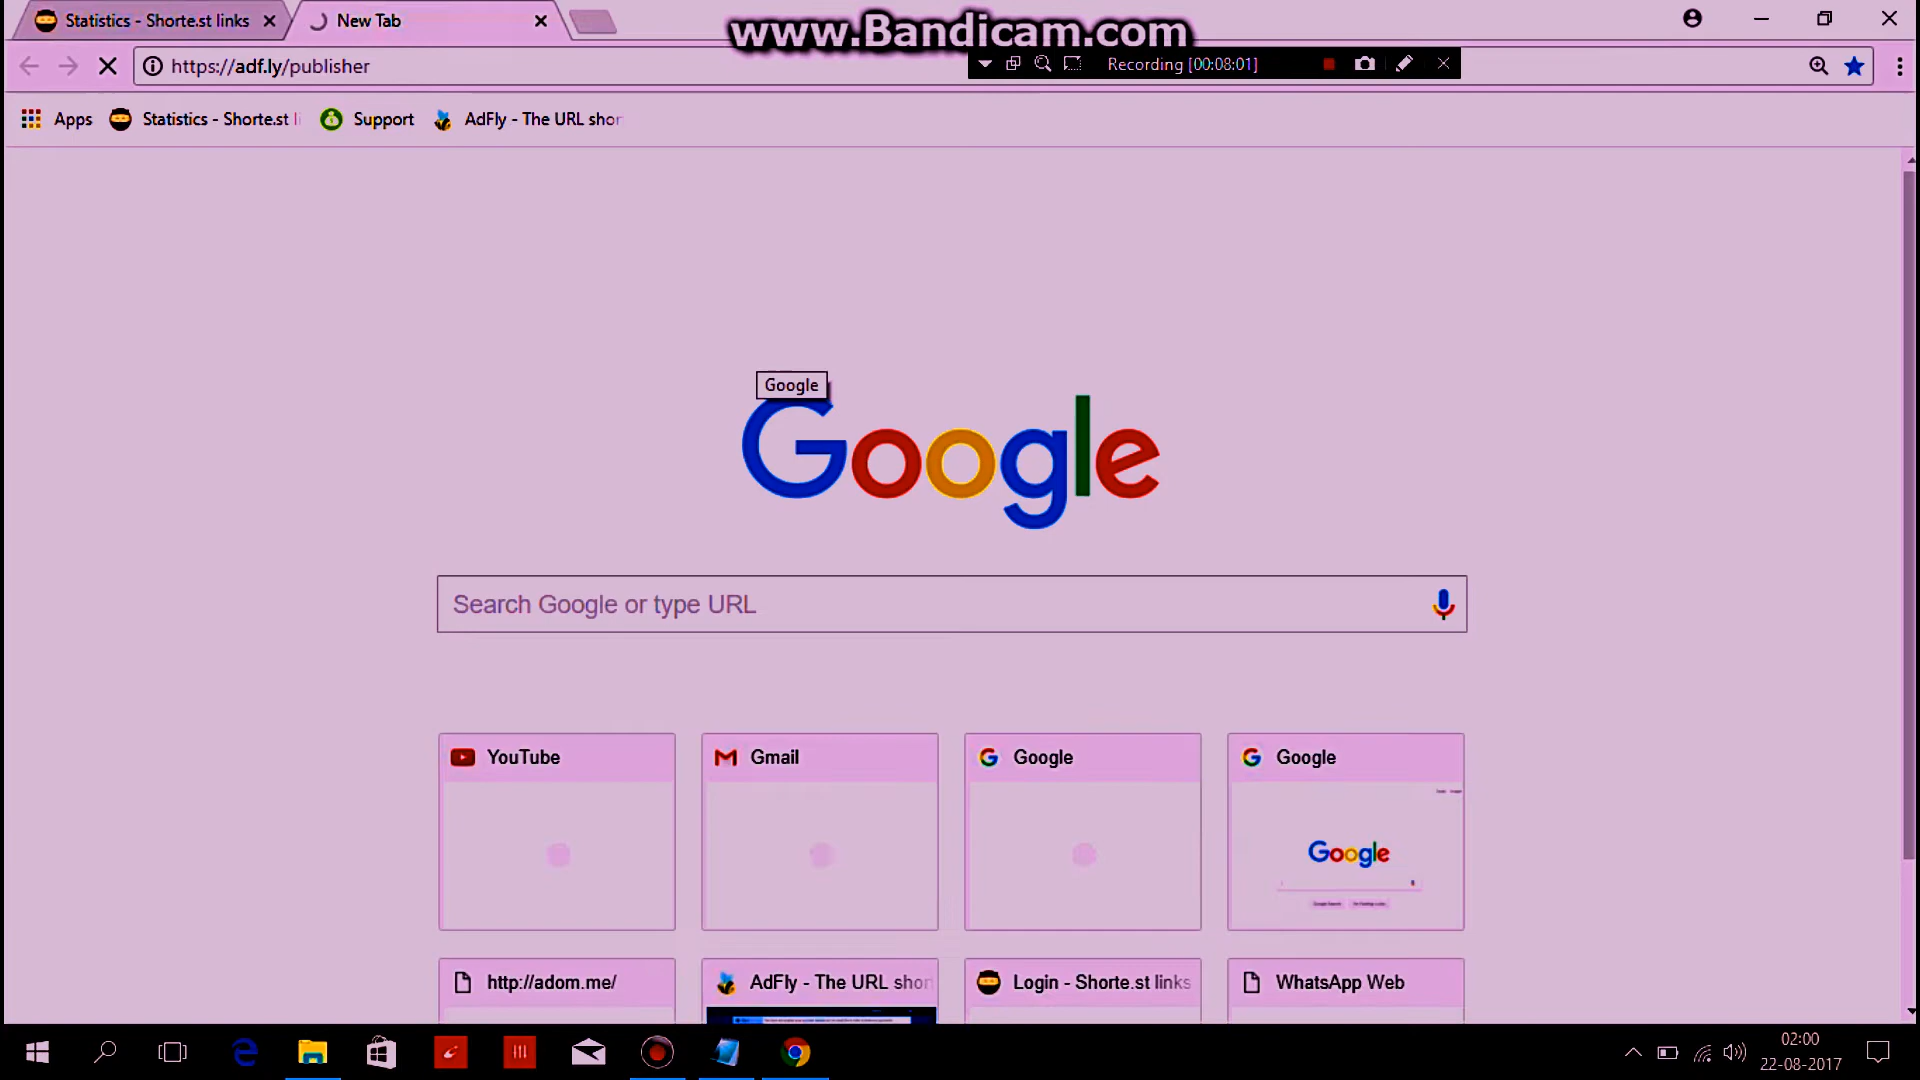 Statistics - Shorte.st links
New Tab
www.Bandicam.com
https://adf.ly/publisher
Recording [00:08:01]
Apps
Statistics - Shorte.st
Support
AdFly - The URL shor
Google
Google
Search Google or type URL
YouTube
Gmail
Google
Google
Google
http://adom.me/
AdFly - The URL shor
Login - Shorte.st links
WhatsApp Web
02:00
22-08-2017